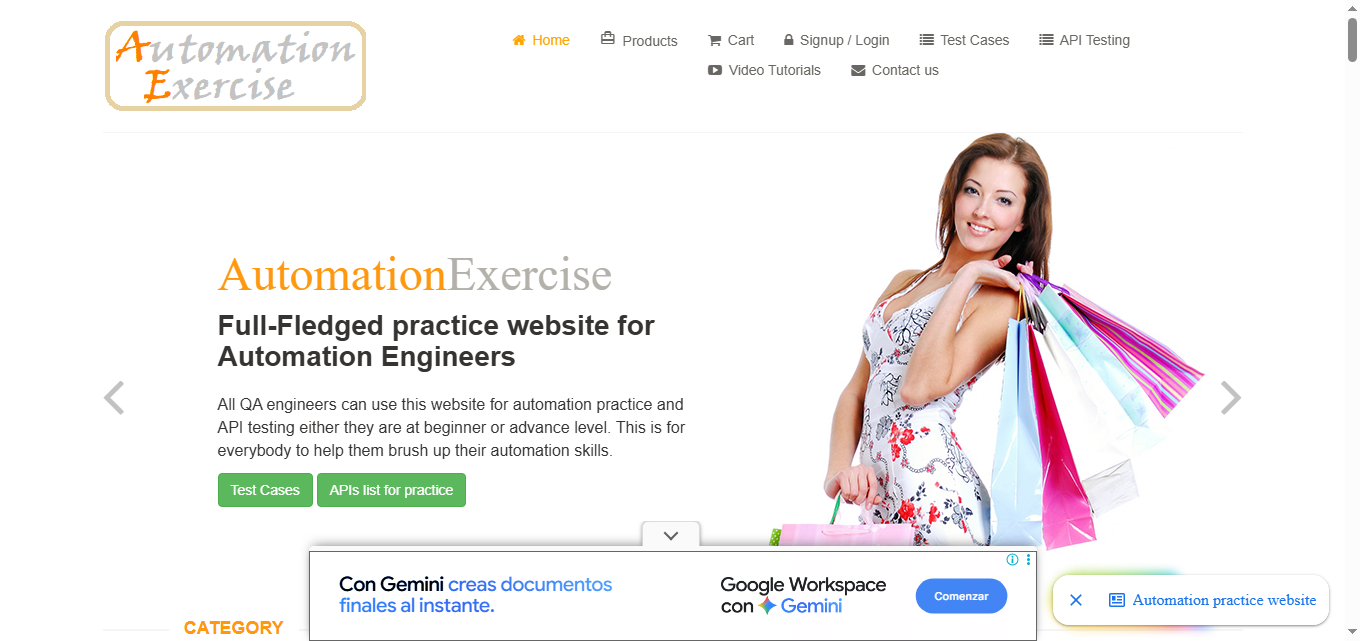 Automation
Exercise
Home
Products
Cart
Signup / Login
Test Cases
API Testing
Video Tutorials
Contact us
AutomationExercise
Full-Fledged practice website for
Automation Engineers
All QA engineers can use this website for automation practice and
API testing either they are at beginner or advance level. This is for
everybody to help them brush up their automation skills.
Test Cases
APIs list for practice
Con Gemini creas documentos
finales al instante.
Google Workspace
con Gemini
Comenzar
Automation practice website
CATEGORY